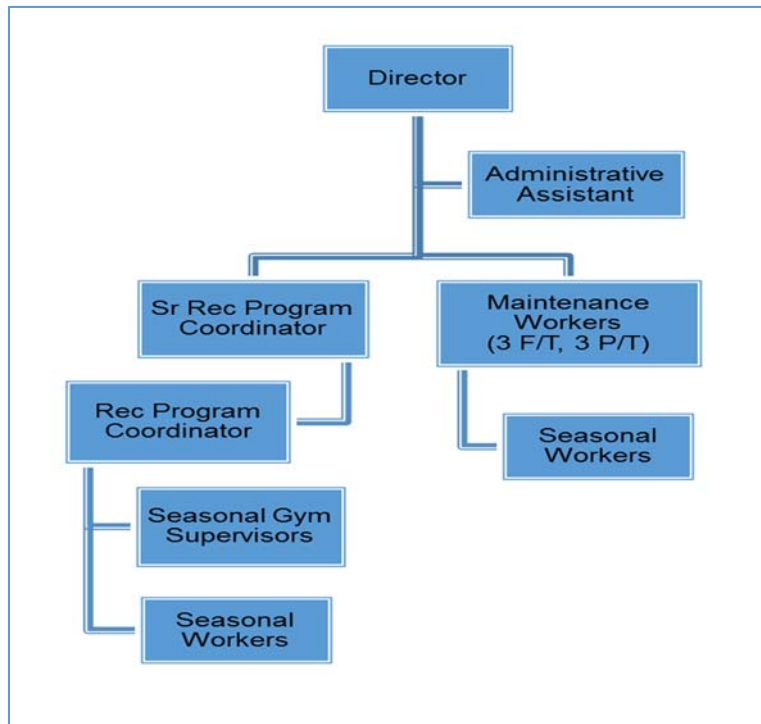 Director
Administrative
Assistant
Sr Rec Program
Coordinator
Maintenance
Workers
(3 F/T, 3 P/T)
Rec Program
Coordinator
Seasonal
Workers
Seasonal Gym
Supervisors
Seasonal
Workers